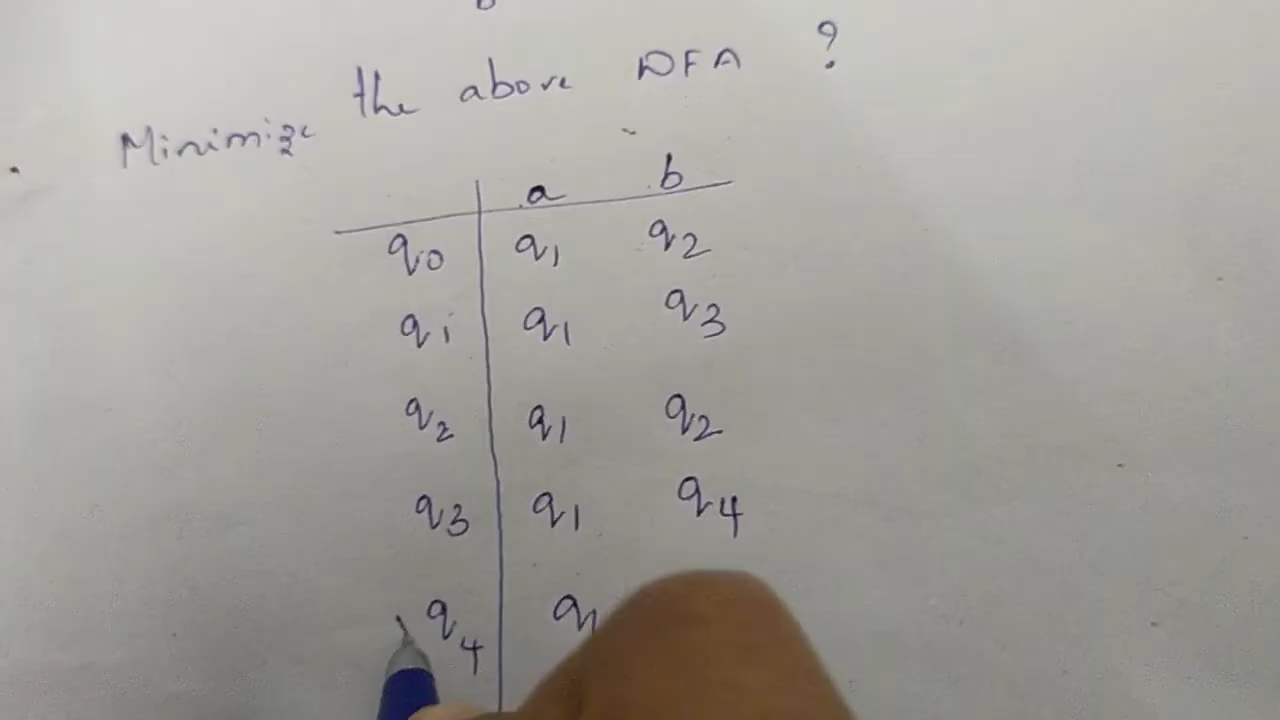 Minimize the above DFA ?
a b
q0 q1 q2
q1 q1 q3
q2 q1 q2
q3 q1 q4
q4 q1